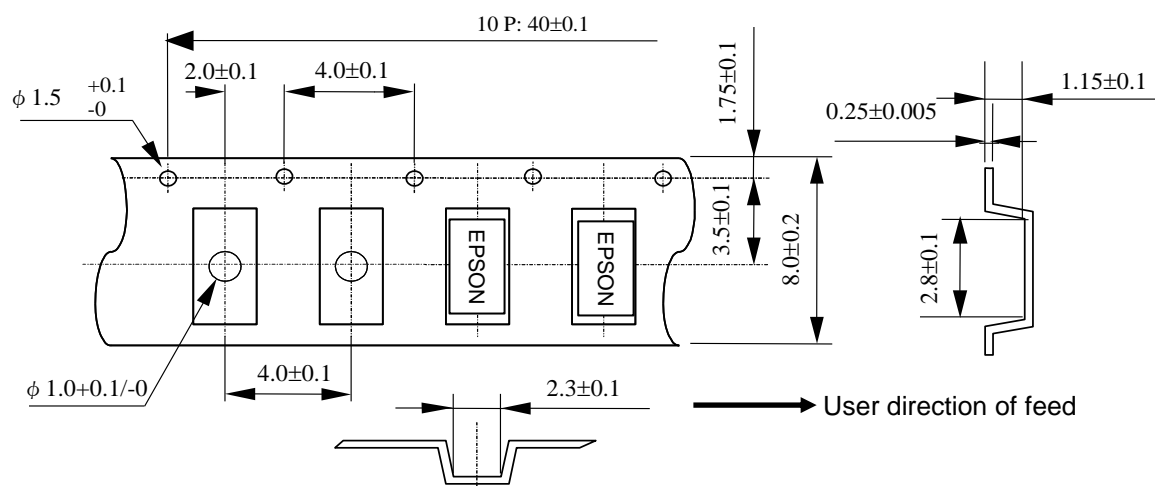 10 P: 40±0.1
2.0±0.1
4.0±0.1
1.75±0.1
1.15±0.1
ϕ 1.5 +0.1
-0
0.25±0.005
3.5±0.1
8.0±0.2
EPSON
EPSON
2.8±0.1
ϕ 1.0+0.1/-0
4.0±0.1
2.3±0.1
User direction of feed